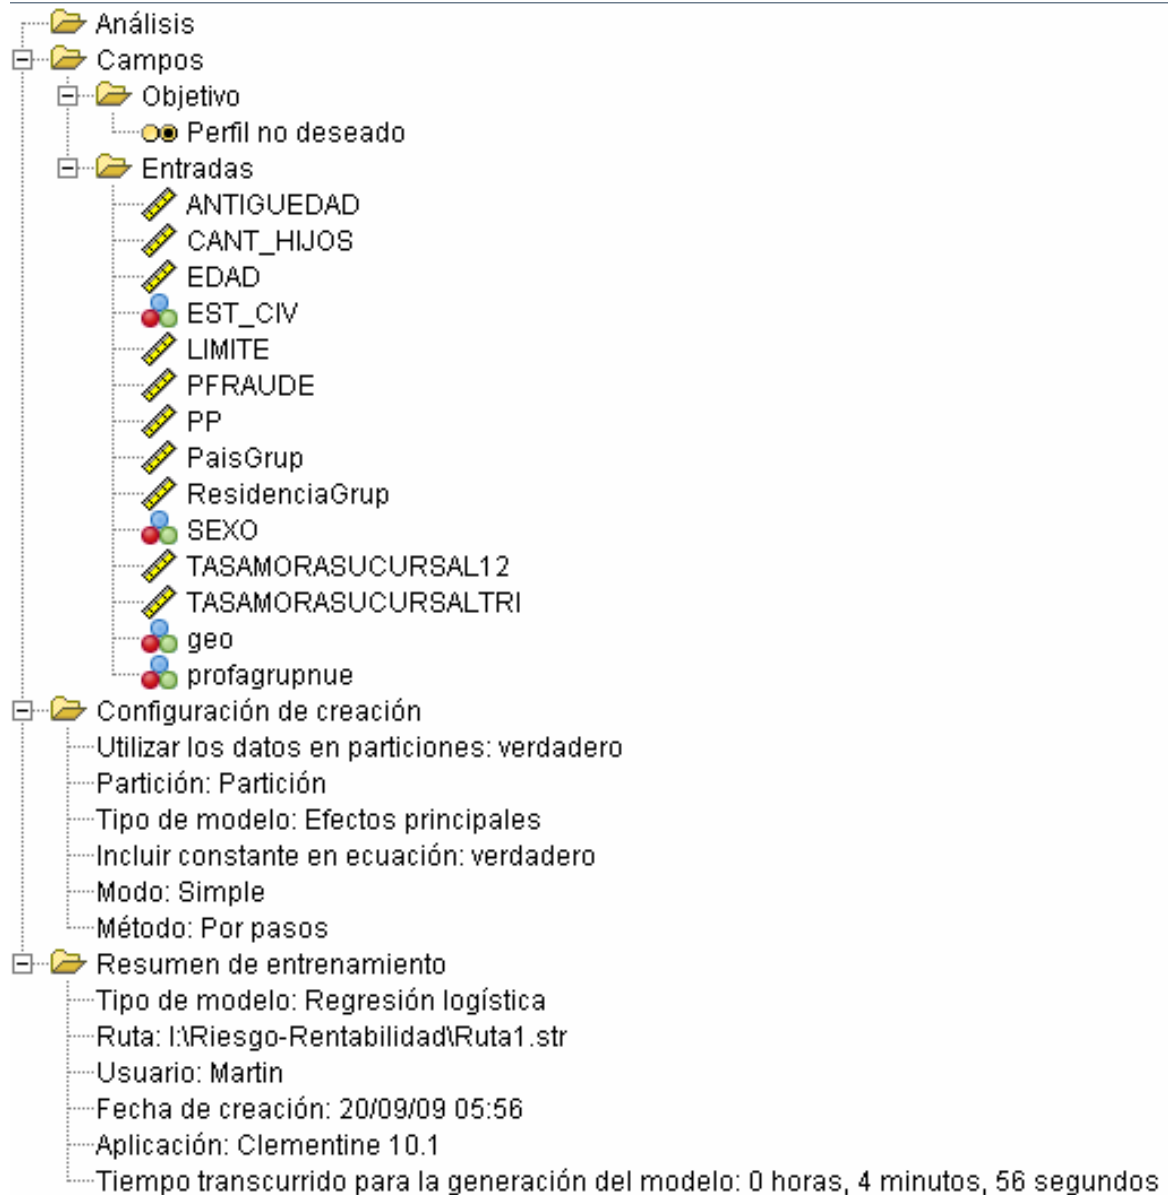 Análisis
Campos
Objetivo
Perfil no deseado
Entradas
ANTIGUEDAD
CANT_HIJOS
EDAD
EST_CIV
LIMITE
PFRAUDE
PP
PaisGrup
ResidenciaGrup
SEXO
TASAMORASUCURSAL12
TASAMORASUCURSALTRI
geo
profagrupnue
Configuración de creación
Utilizar los datos en particiones: verdadero
Partición: Partición
Tipo de modelo: Efectos principales
Incluir constante en ecuación: verdadero
Modo: Simple
Método: Por pasos
Resumen de entrenamiento
Tipo de modelo: Regresión logística
Ruta: I:\Riesgo-Rentabilidad\Ruta1.str
Usuario: Martin
Fecha de creación: 20/09/09 05:56
Aplicación: Clementine 10.1
Tiempo transcurrido para la generación del modelo: 0 horas, 4 minutos, 56 segundos